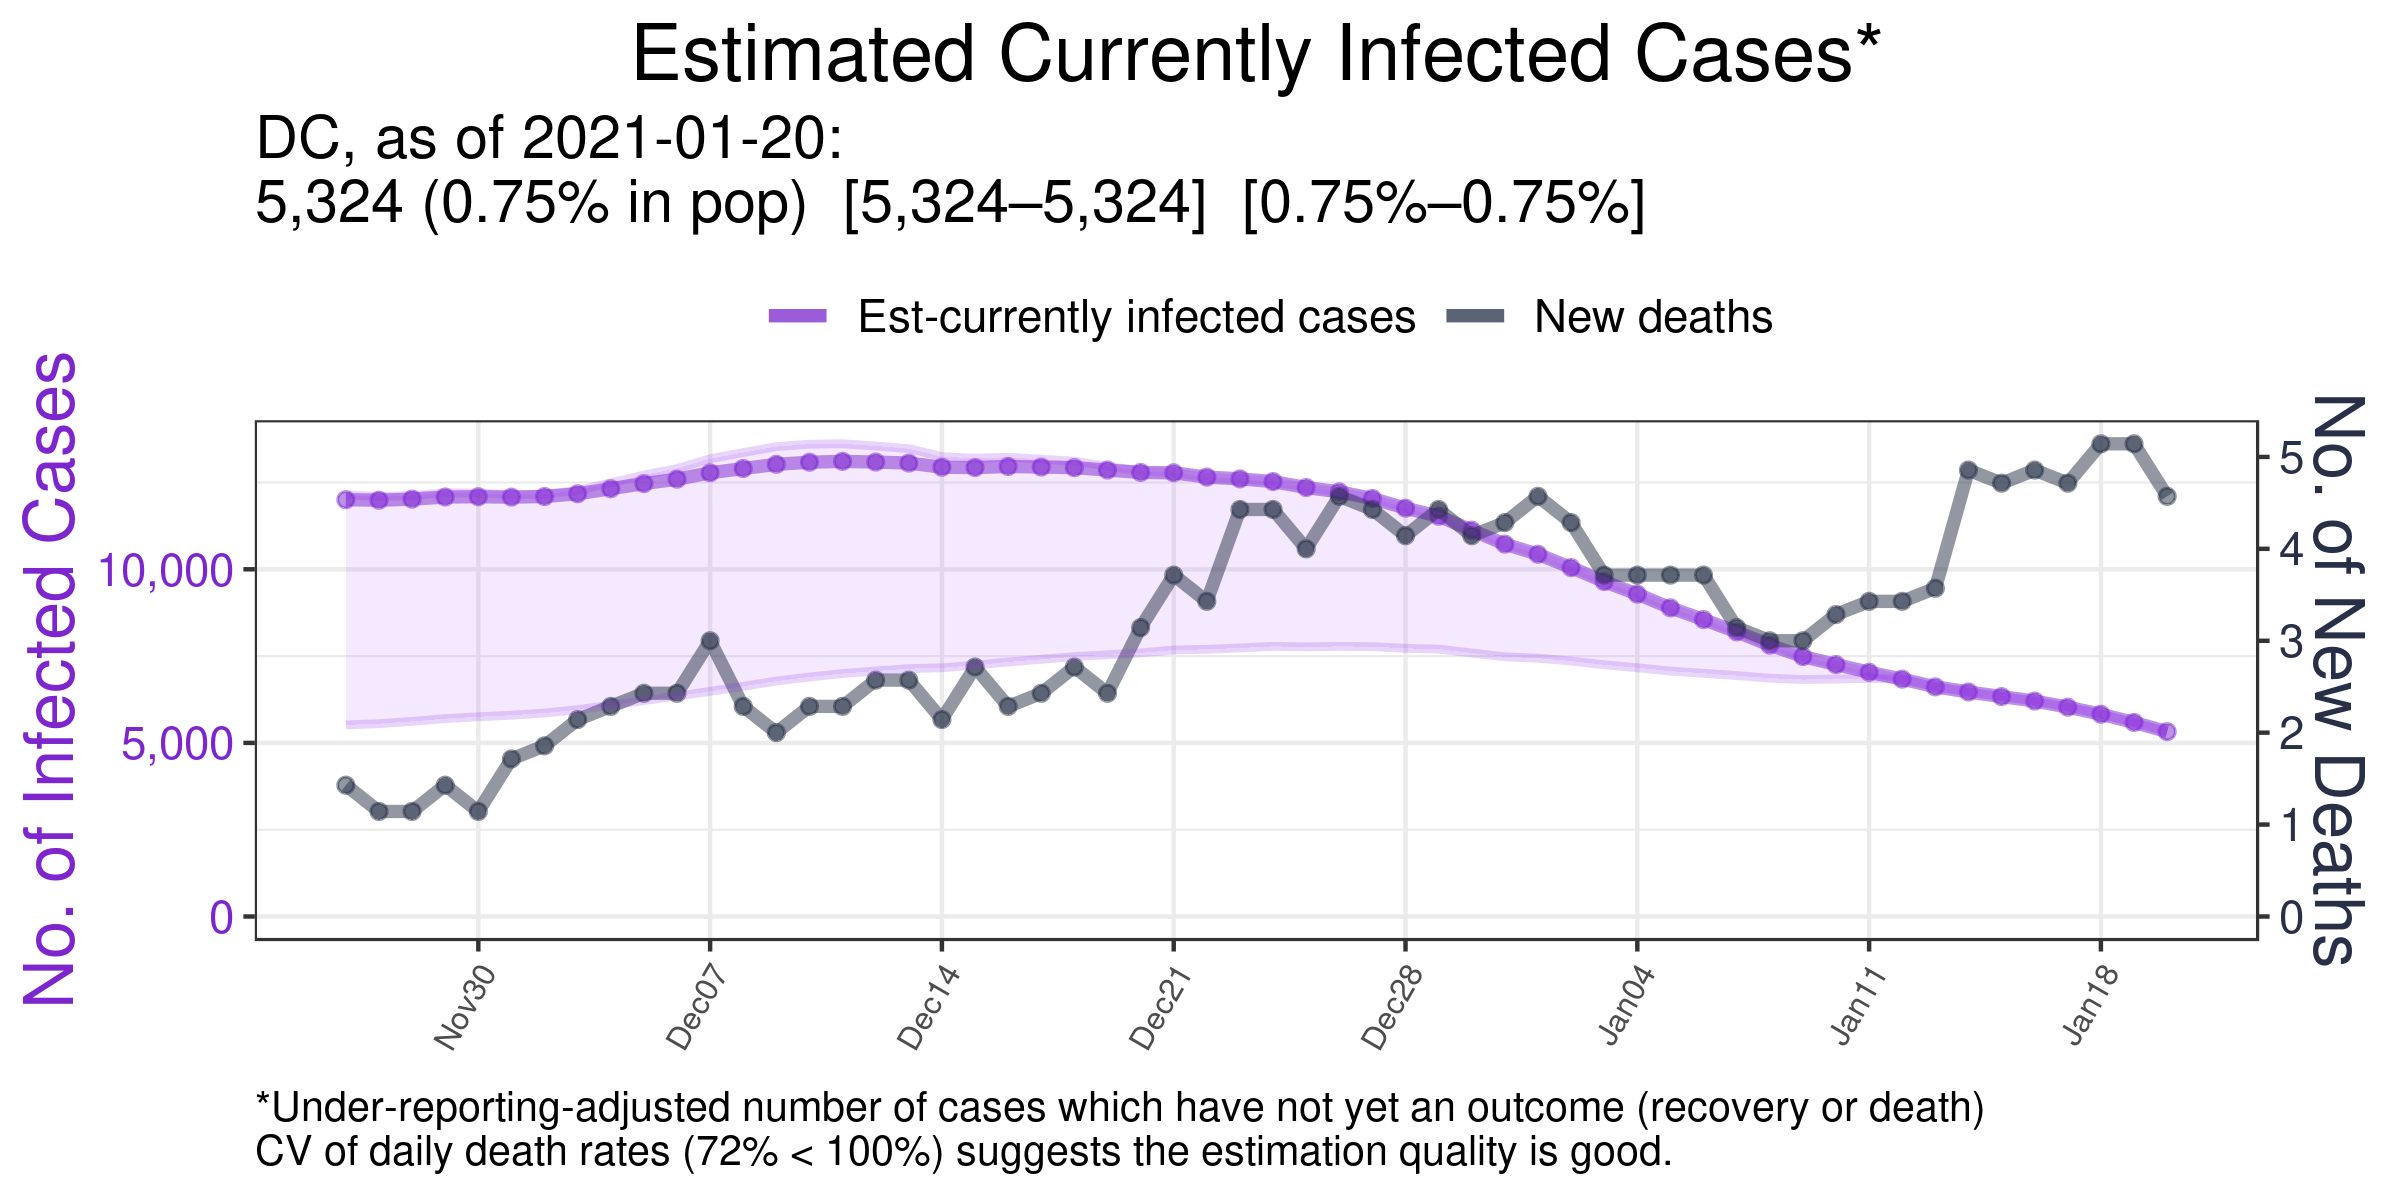 Estimated Currently Infected Cases*
DC, as of 2021-01-20:
5,324 (0.75% in pop) [5,324–5,324] [0.75%–0.75%]
Est-currently infected cases New deaths
No. of Infected Cases
10,000
5,000
0
5
4
3
2
1
0
No. of New Deaths
Nov30 Dec07 Dec14 Dec21 Dec28 Jan04 Jan11 Jan18
*Under-reporting-adjusted number of cases which have not yet an outcome (recovery or death)
CV of daily death rates (72% < 100%) suggests the estimation quality is good.